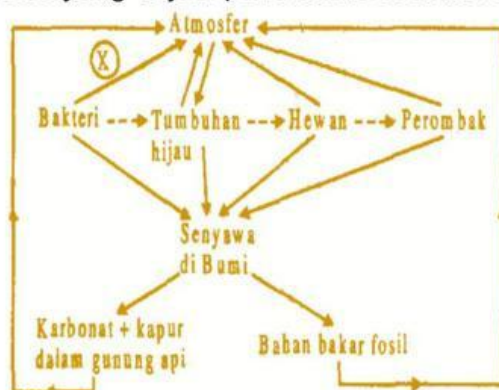 Atmosfer
X
Bakteri Tumbuhan Hewan Perombak
hijau
Senyawa
di Bumi
Karbonat + kapur
dalam gunung api
Bahan bakar fosil